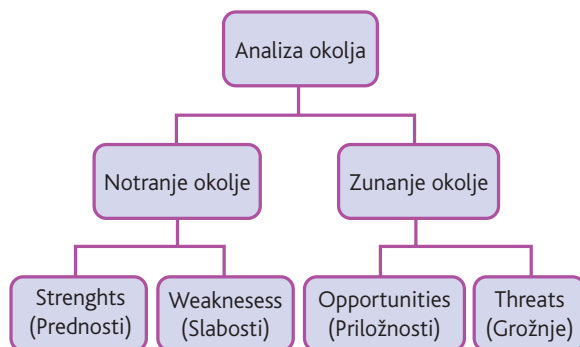 Analiza okolja
Notranje okolje
Zunanje okolje
Strenghts
(Prednosti)
Weaknesess
(Slabosti)
Opportunities
(Priložnosti)
Threats
(Grožnje)